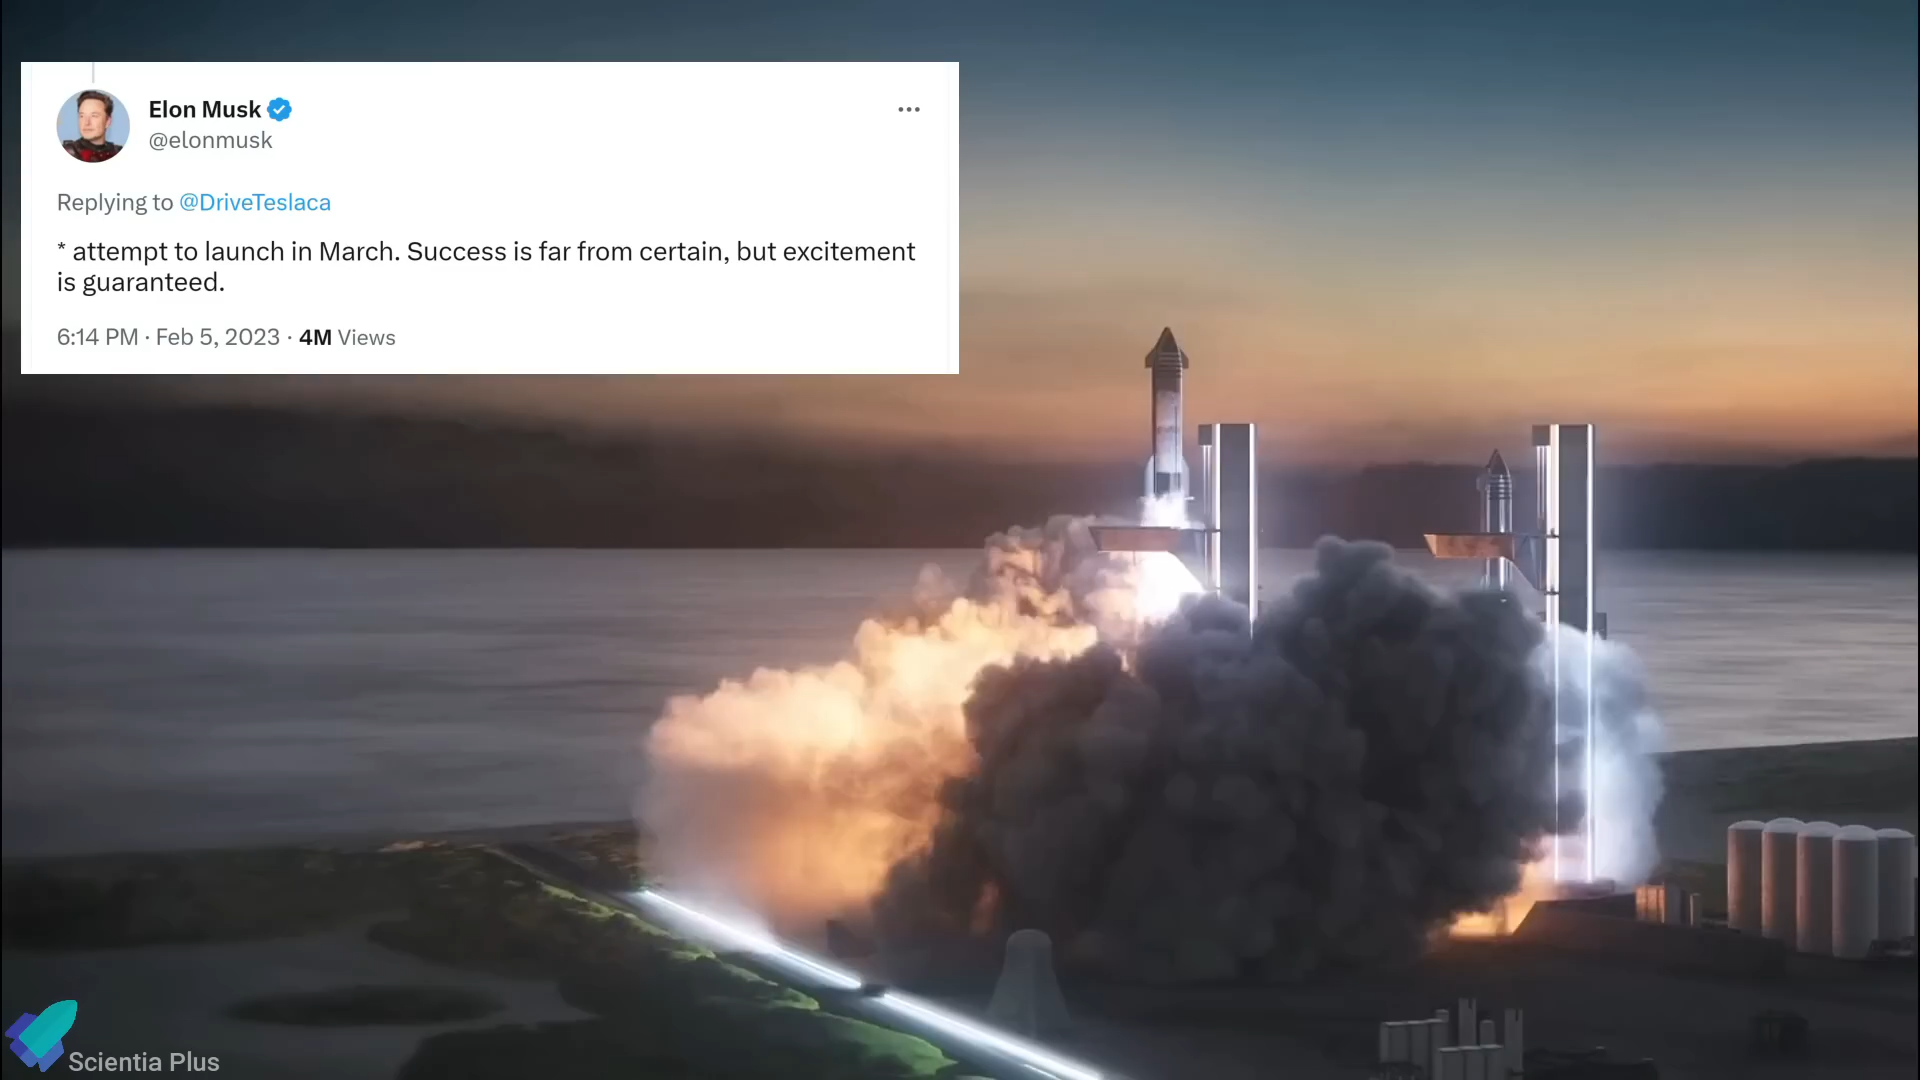 Elon Musk
@elonmusk
Replying to @DriveTeslaca
* attempt to launch in March. Success is far from certain, but excitement
is guaranteed.
6:14 PM · Feb 5, 2023 · 4M Views
Scientia Plus